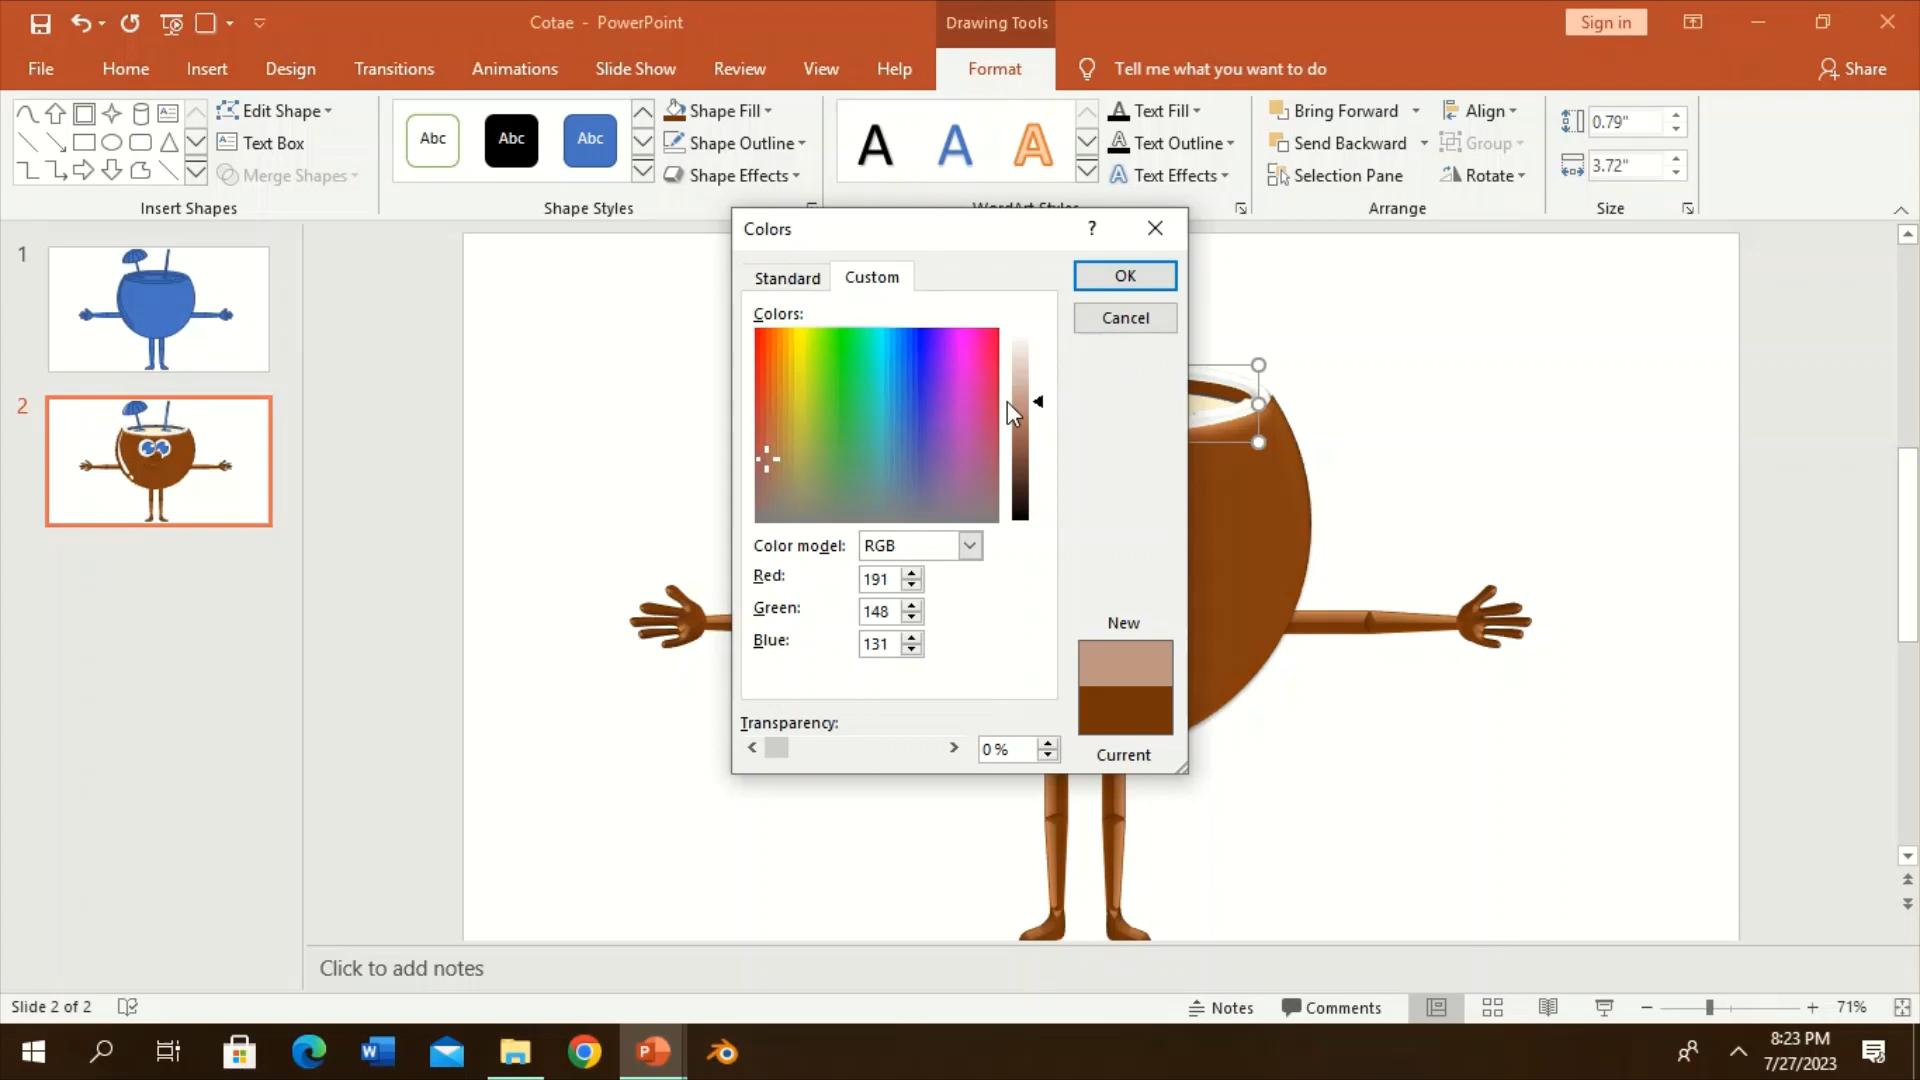 Cotae - PowerPoint
Drawing Tools
Sign in
File
Home
Insert
Design
Transitions
Animations
Slide Show
Review
View
Help
Format
Tell me what you want to do
Share
Edit Shape
Text Box
Merge Shapes
Insert Shapes
Abc
Abc
Abc
Shape Fill
Shape Outline
Shape Effects
Shape Styles
A
A
A
Text Fill
Text Outline
Text Effects
WordArt Styles
Bring Forward
Send Backward
Selection Pane
Align
Group
Rotate
Arrange
0.79"
3.72"
Size
1
2
Colors
?
Standard
Custom
OK
Cancel
Colors:
Color model:
RGB
Red:
191
Green:
148
Blue:
131
New
Current
Transparency:
0 %
Click to add notes
Slide 2 of 2
Notes
Comments
71%
8:23 PM
7/27/2023